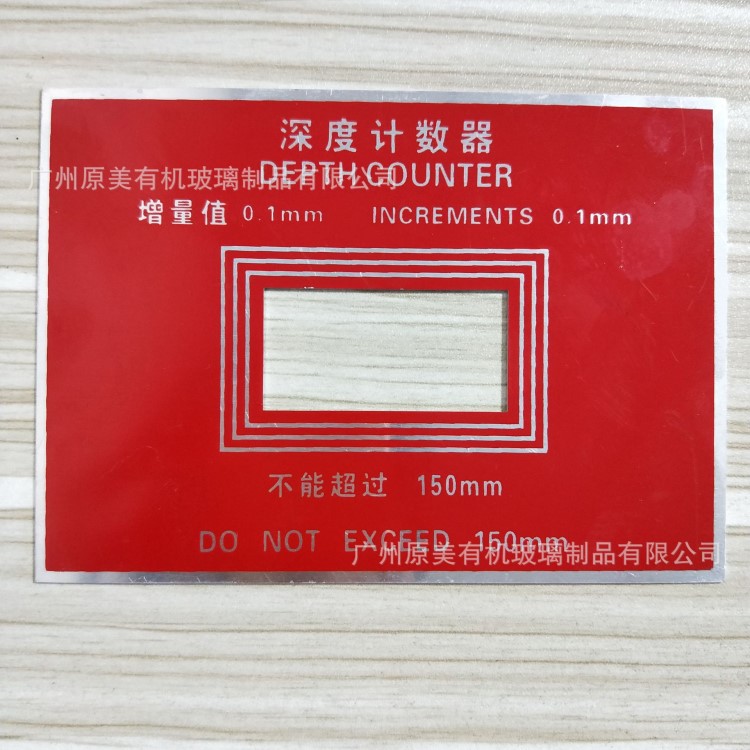 深度计数器
DEPTH COUNTER
广州原美有机玻璃制品有限公司
增量值 0.1mm INCREMENTS 0.1mm
不能超过 150mm
DO NOT EXCEED 150mm
广州原美有机玻璃制品有限公司